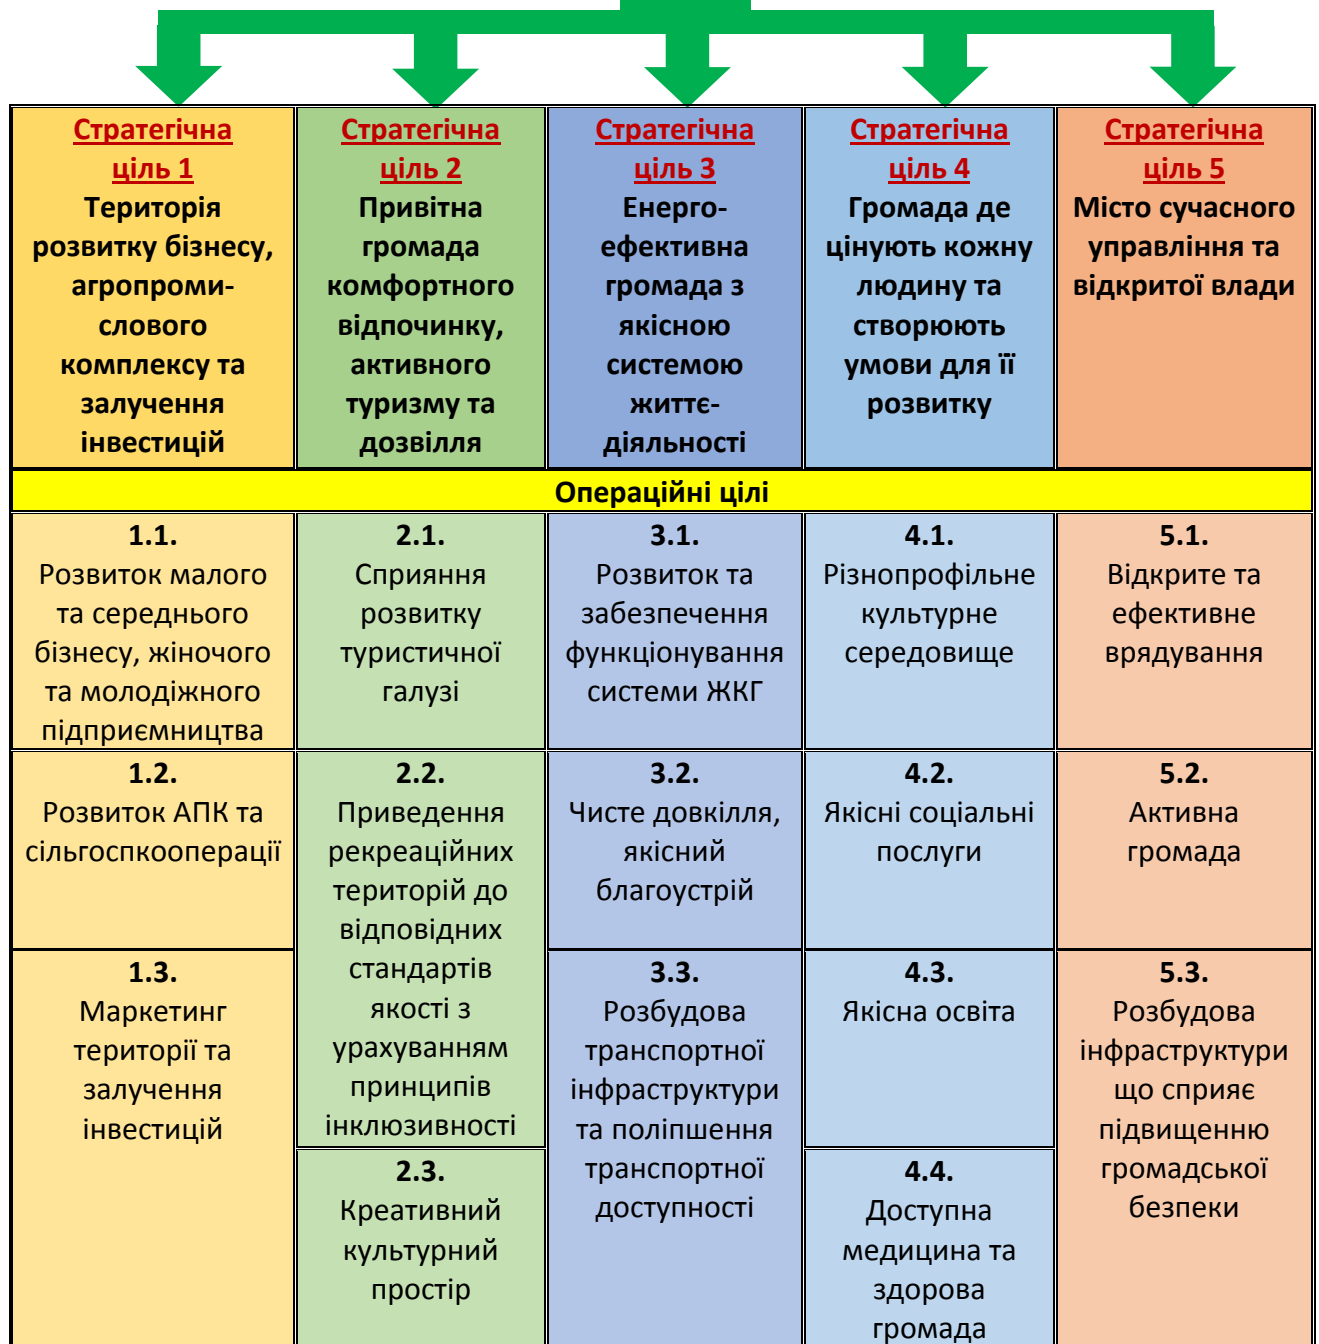 Стратегічна
ціль 1
Територія
розвитку бізнесу,
агропроми-
слового
комплексу та
залучення
інвестицій
Стратегічна
ціль 2
Привітна
громада
комфортного
відпочинку,
активного
туризму та
дозвілля
Стратегічна
ціль 3
Енерго-
ефективна
громада з
якісною
системою
життє-
діяльності
Стратегічна
ціль 4
Громада де
цінують кожну
людину та
створюють
умови для її
розвитку
Стратегічна
ціль 5
Місто сучасного
управління та
відкритої влади
Операційні цілі
1.1.
Розвиток малого
та середнього
бізнесу, жіночого
та молодіжного
підприємництва
2.1.
Сприяння
розвитку
туристичної
галузі
3.1.
Розвиток та
забезпечення
функціонування
системи ЖКГ
4.1.
Різнопрофільне
культурне
середовище
5.1.
Відкрите та
ефективне
врядування
1.2.
Розвиток АПК та
сільгоспкооперації
2.2.
Приведення
рекреаційних
територій до
відповідних
стандартів
якості з
урахуванням
принципів
інклюзивності
3.2.
Чисте довкілля,
якісний
благоустрій
4.2.
Якісні соціальні
послуги
5.2.
Активна
громада
1.3.
Маркетинг
території та
залучення
інвестицій
2.3.
Креативний
культурний
простір
3.3.
Розбудова
транспортної
інфраструктури
та поліпшення
транспортної
доступності
4.3.
Якісна освіта
4.4.
Доступна
медицина та
здорова
громада
5.3.
Розбудова
інфраструктури
що сприяє
підвищенню
громадської
безпеки